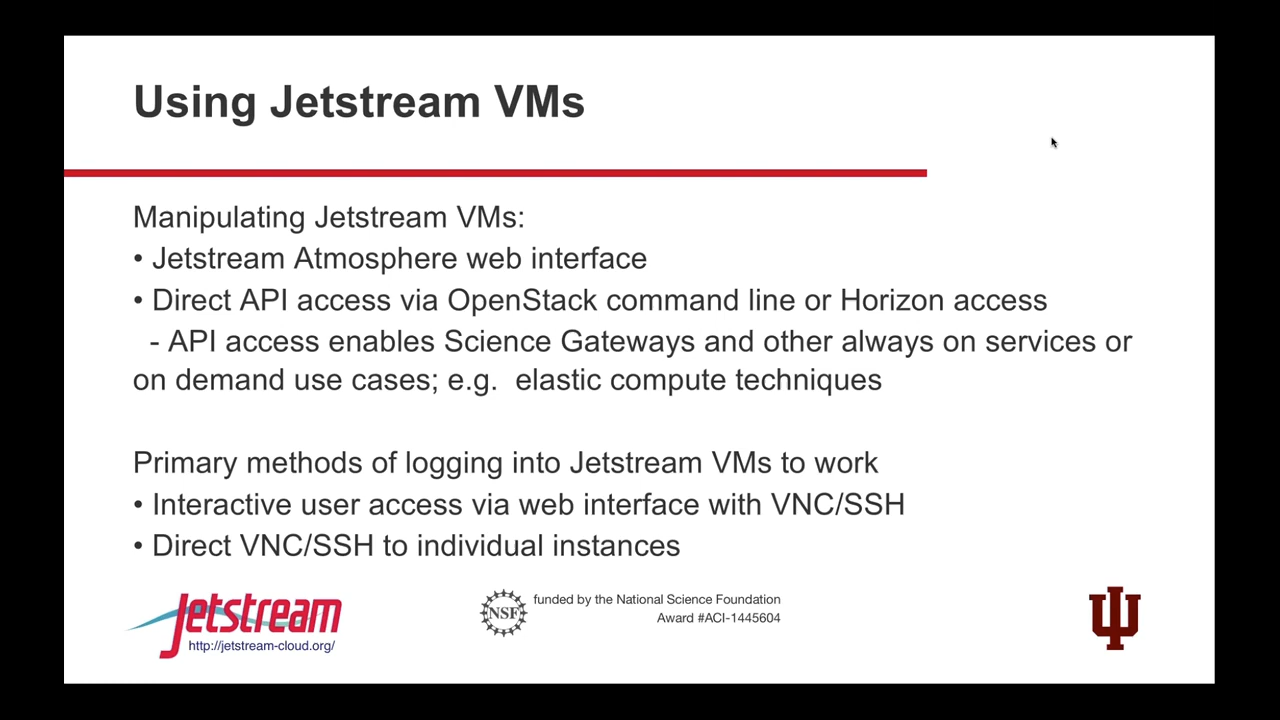 Using Jetstream VMs
Manipulating Jetstream VMs:
• Jetstream Atmosphere web interface
• Direct API access via OpenStack command line or Horizon access
- API access enables Science Gateways and other always on services or
on demand use cases; e.g.  elastic compute techniques
Primary methods of logging into Jetstream VMs to work
• Interactive user access via web interface with VNC/SSH
• Direct VNC/SSH to individual instances
Jetstream
http://jetstream-cloud.org/
NSF
funded by the National Science Foundation
Award #ACI-1445604